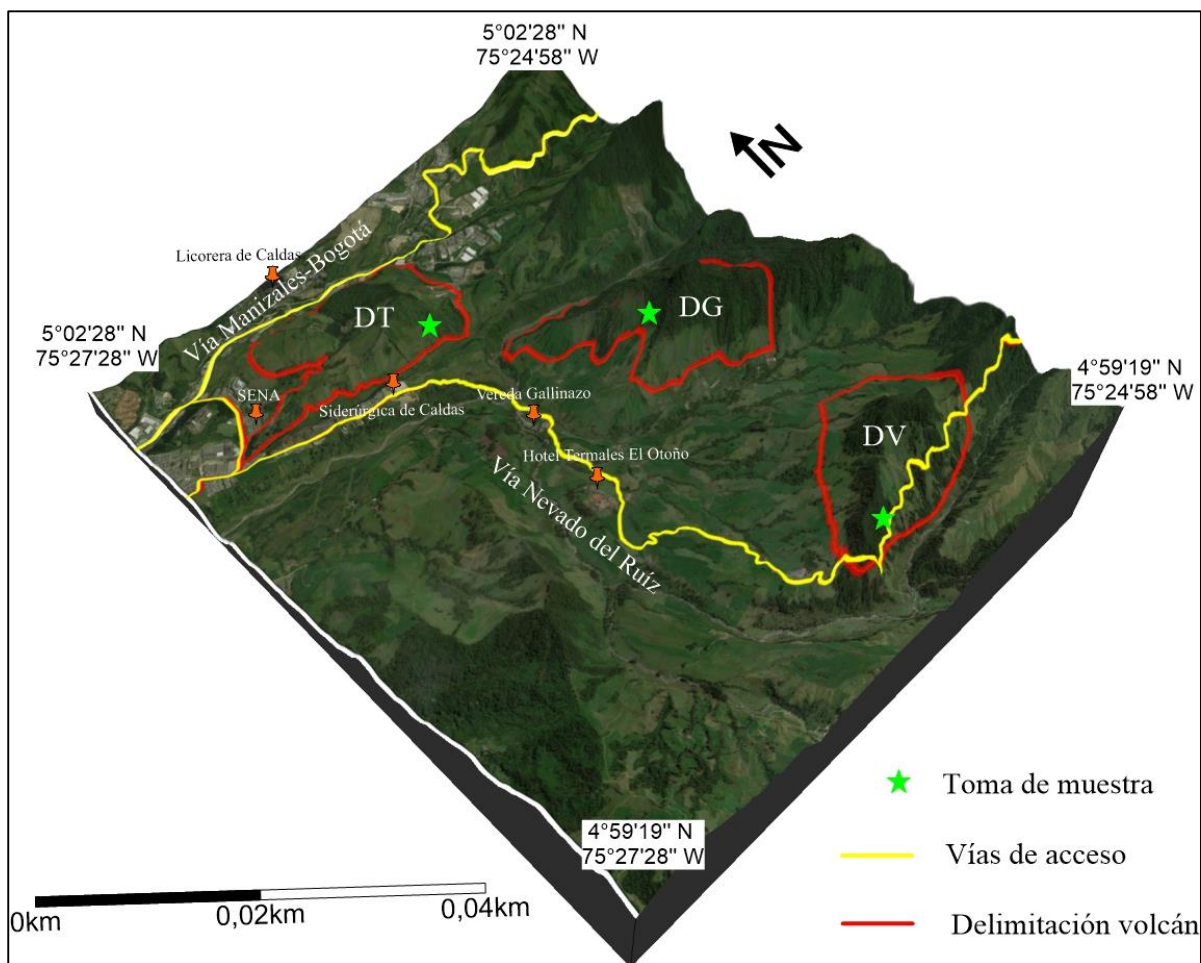 5°02'28" N
75°24'58" W
N
Licorera de Caldas
Vía Manizales-Bogotá
DT
DG
5°02'28" N
75°27'28" W
4°59'19" N
75°24'58" W
SENA
Siderúrgica de Caldas
Vereda Gallinazo
DV
Hotel Termales El Otoño
Vía Nevado del Ruíz
Toma de muestra
4°59'19" N
75°27'28" W
Vías de acceso
0km
0,02km
0,04km
Delimitación volcán